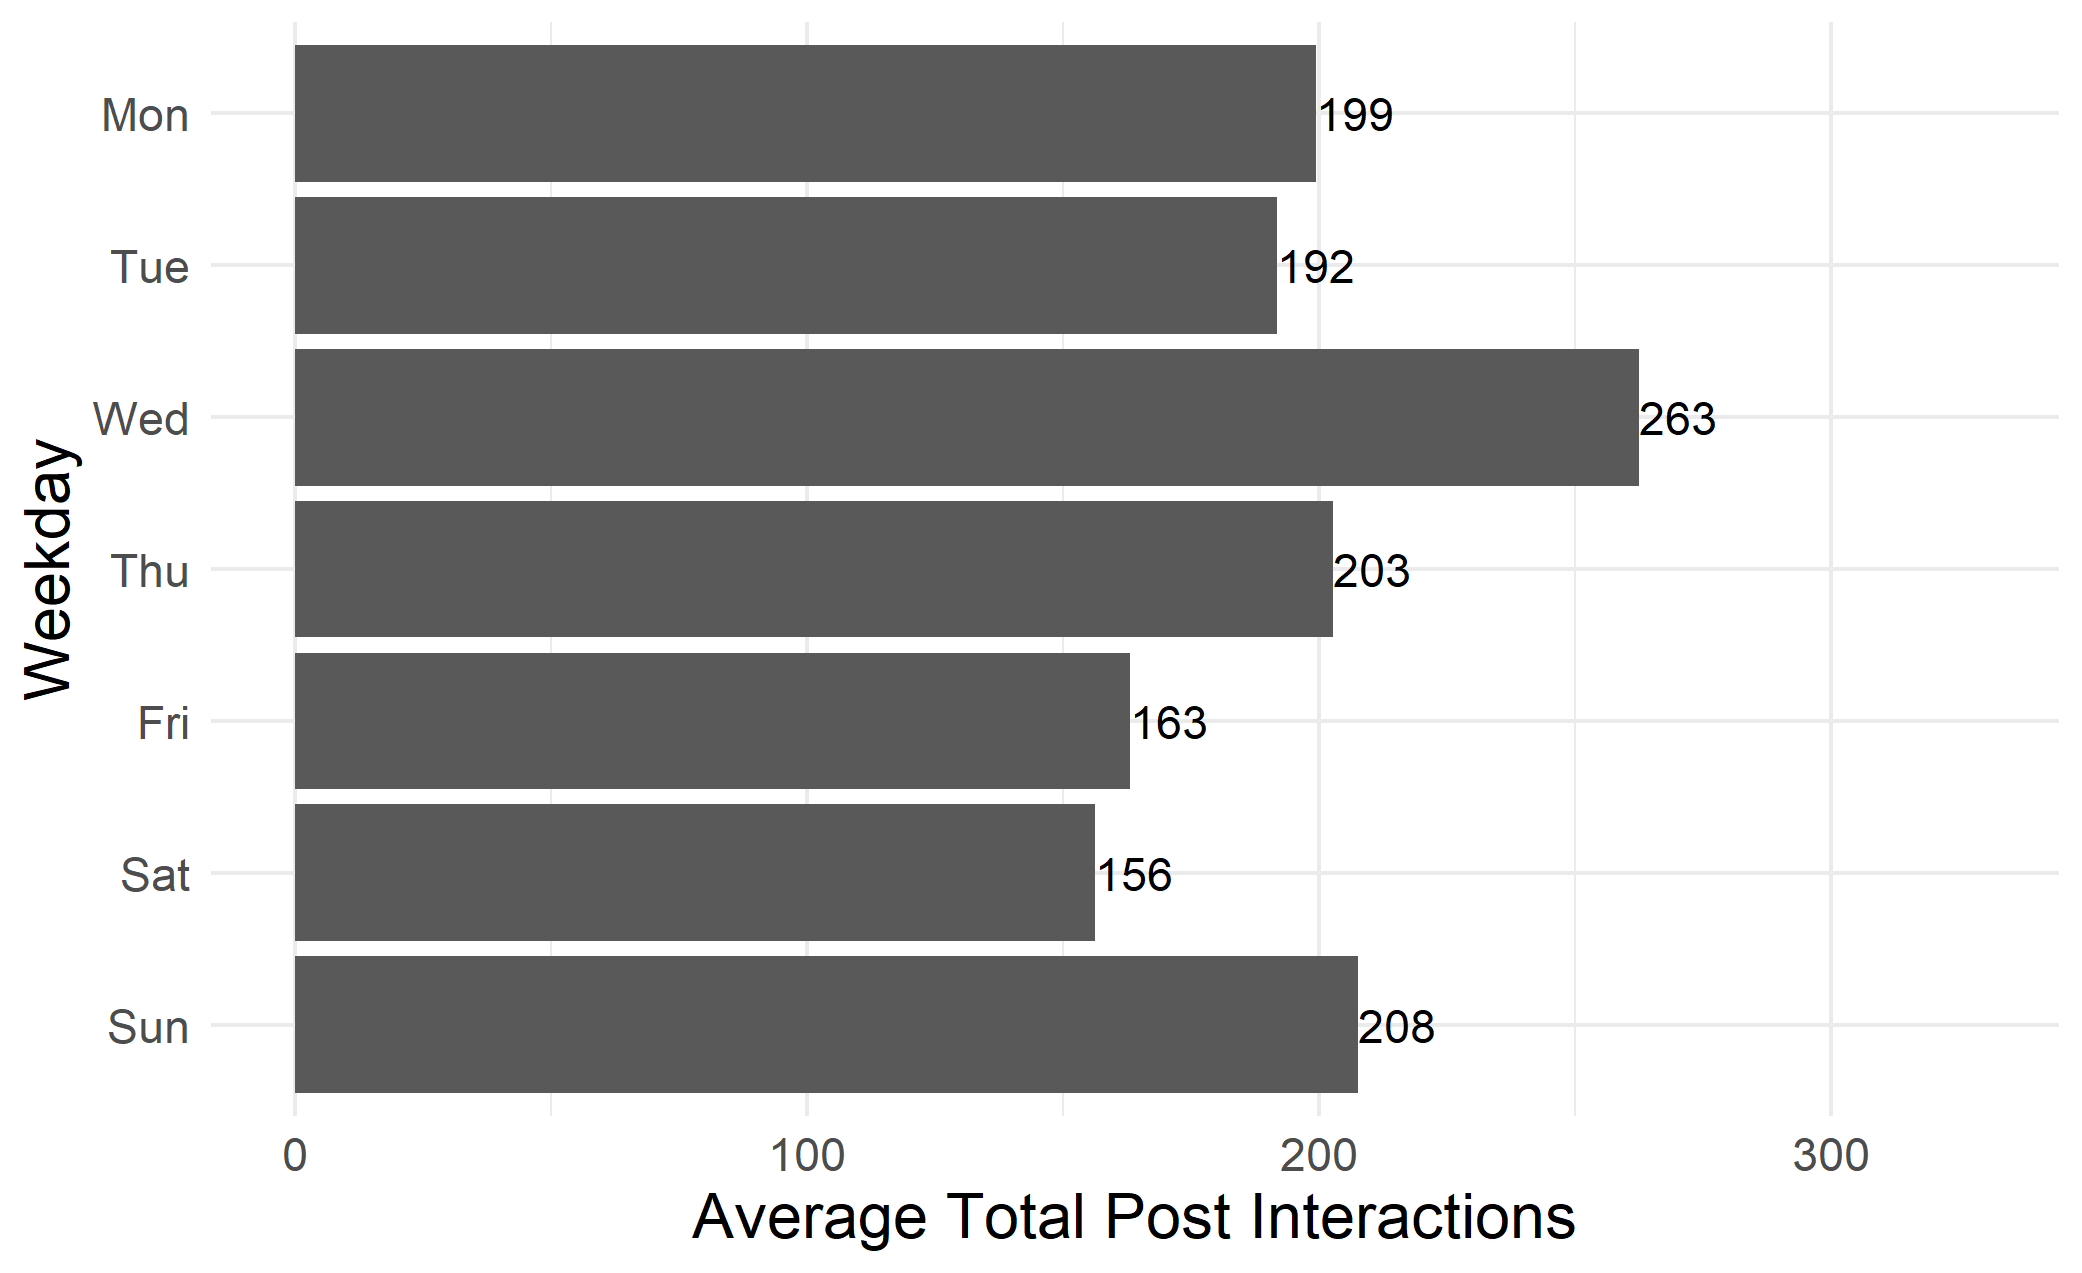 Mon
199
Tue
192
Wed
263
Thu
203
Fri
163
Sat
156
Sun
208
Weekday
0 100 200 300
Average Total Post Interactions